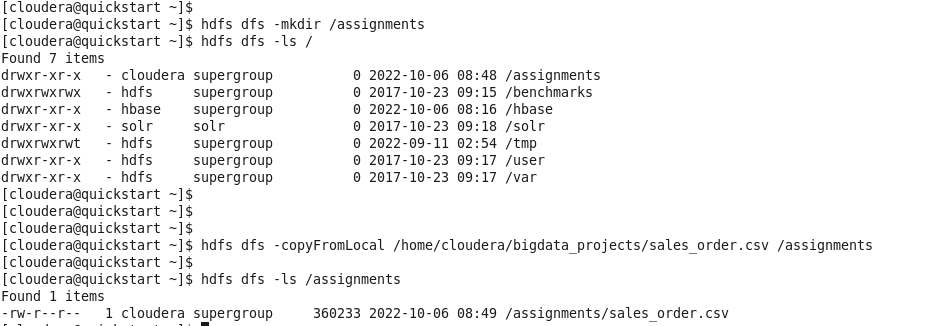 [cloudera@quickstart ~]$
[cloudera@quickstart ~]$ hdfs dfs -mkdir /assignments
[cloudera@quickstart ~]$ hdfs dfs -ls /
Found 7 items
drwxr-xr-x   - cloudera supergroup          0 2022-10-06 08:48 /assignments
drwxrwxrwx   - hdfs     supergroup          0 2017-10-23 09:15 /benchmarks
drwxr-xr-x   - hbase    supergroup          0 2022-10-06 08:16 /hbase
drwxr-xr-x   - solr     solr                0 2017-10-23 09:18 /solr
drwxrwxrwt   - hdfs     supergroup          0 2022-09-11 02:54 /tmp
drwxr-xr-x   - hdfs     supergroup          0 2017-10-23 09:17 /user
drwxr-xr-x   - hdfs     supergroup          0 2017-10-23 09:17 /var
[cloudera@quickstart ~]$
[cloudera@quickstart ~]$
[cloudera@quickstart ~]$
[cloudera@quickstart ~]$ hdfs dfs -copyFromLocal /home/cloudera/bigdata_projects/sales_order.csv /assignments
[cloudera@quickstart ~]$
[cloudera@quickstart ~]$ hdfs dfs -ls /assignments
Found 1 items
-rw-r--r--   1 cloudera supergroup     360233 2022-10-06 08:49 /assignments/sales_order.csv
[cloudera@quickstart ~]$